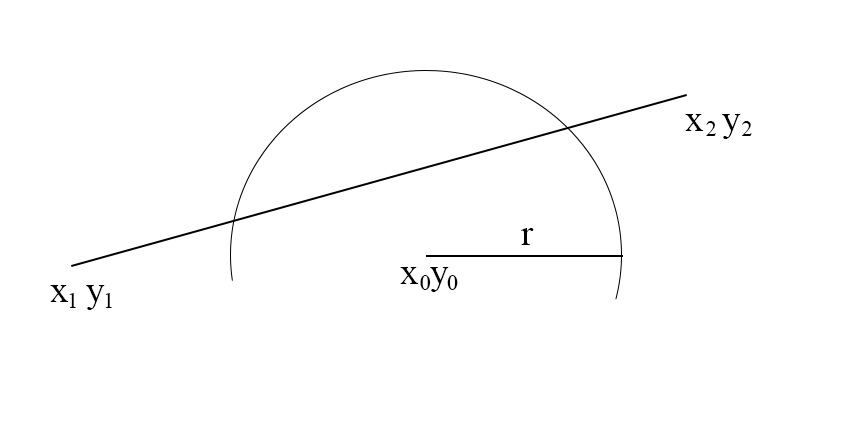 x₂ y₂
r
x₀y₀
x₁ y₁